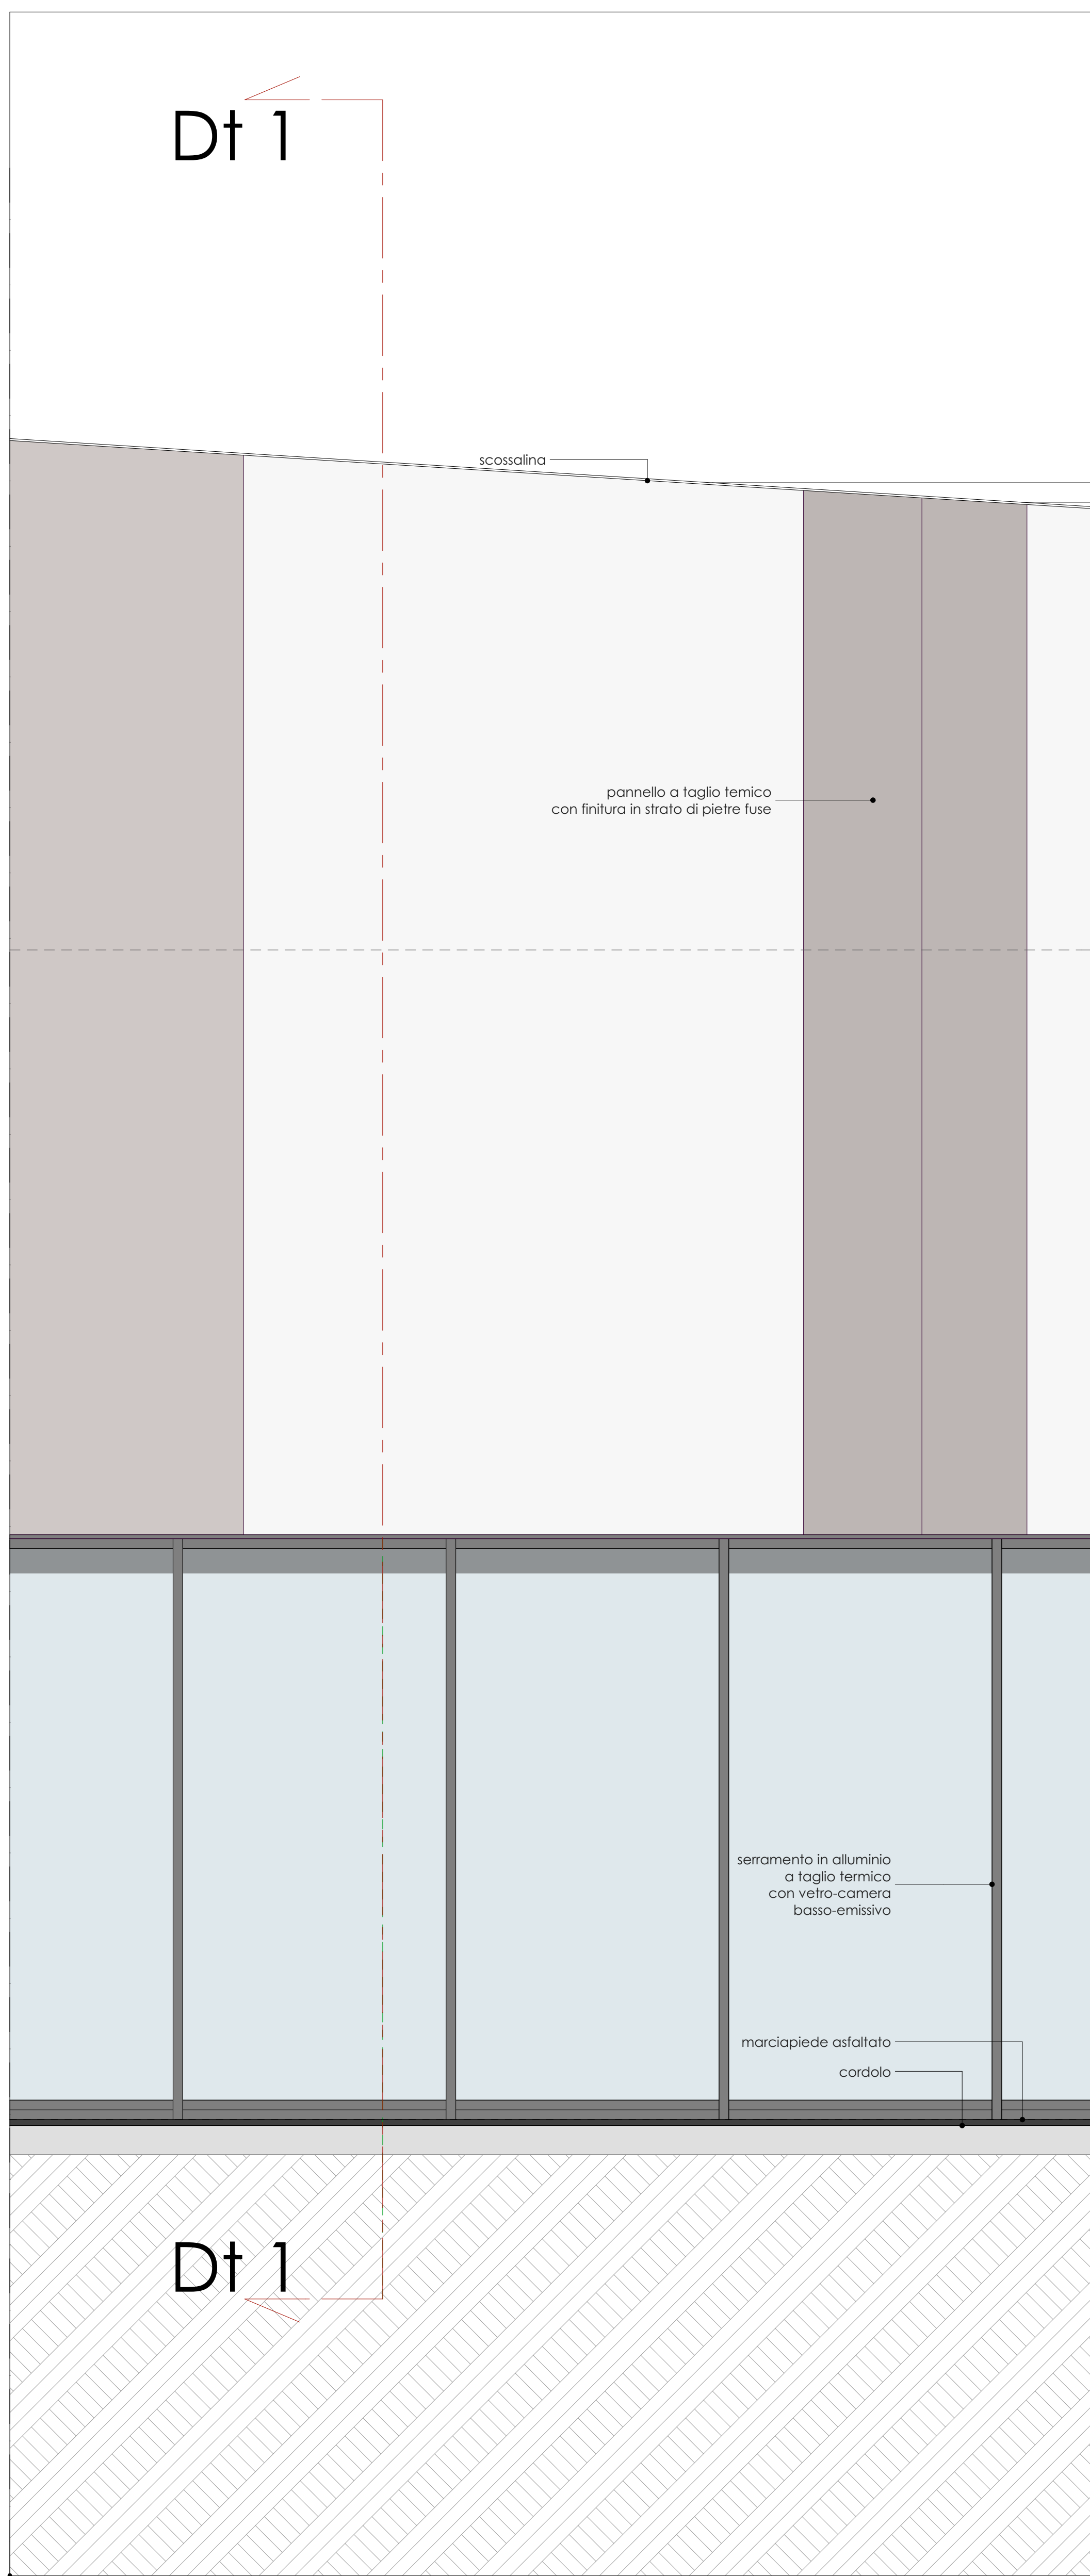 Dt 1
scossalina
pannello a taglio temico
con finitura in strato di pietre fuse
serramento in alluminio
a taglio termico
con vetro-camera
basso-emissivo
marciapiede asfaltato
cordolo
Dt 1